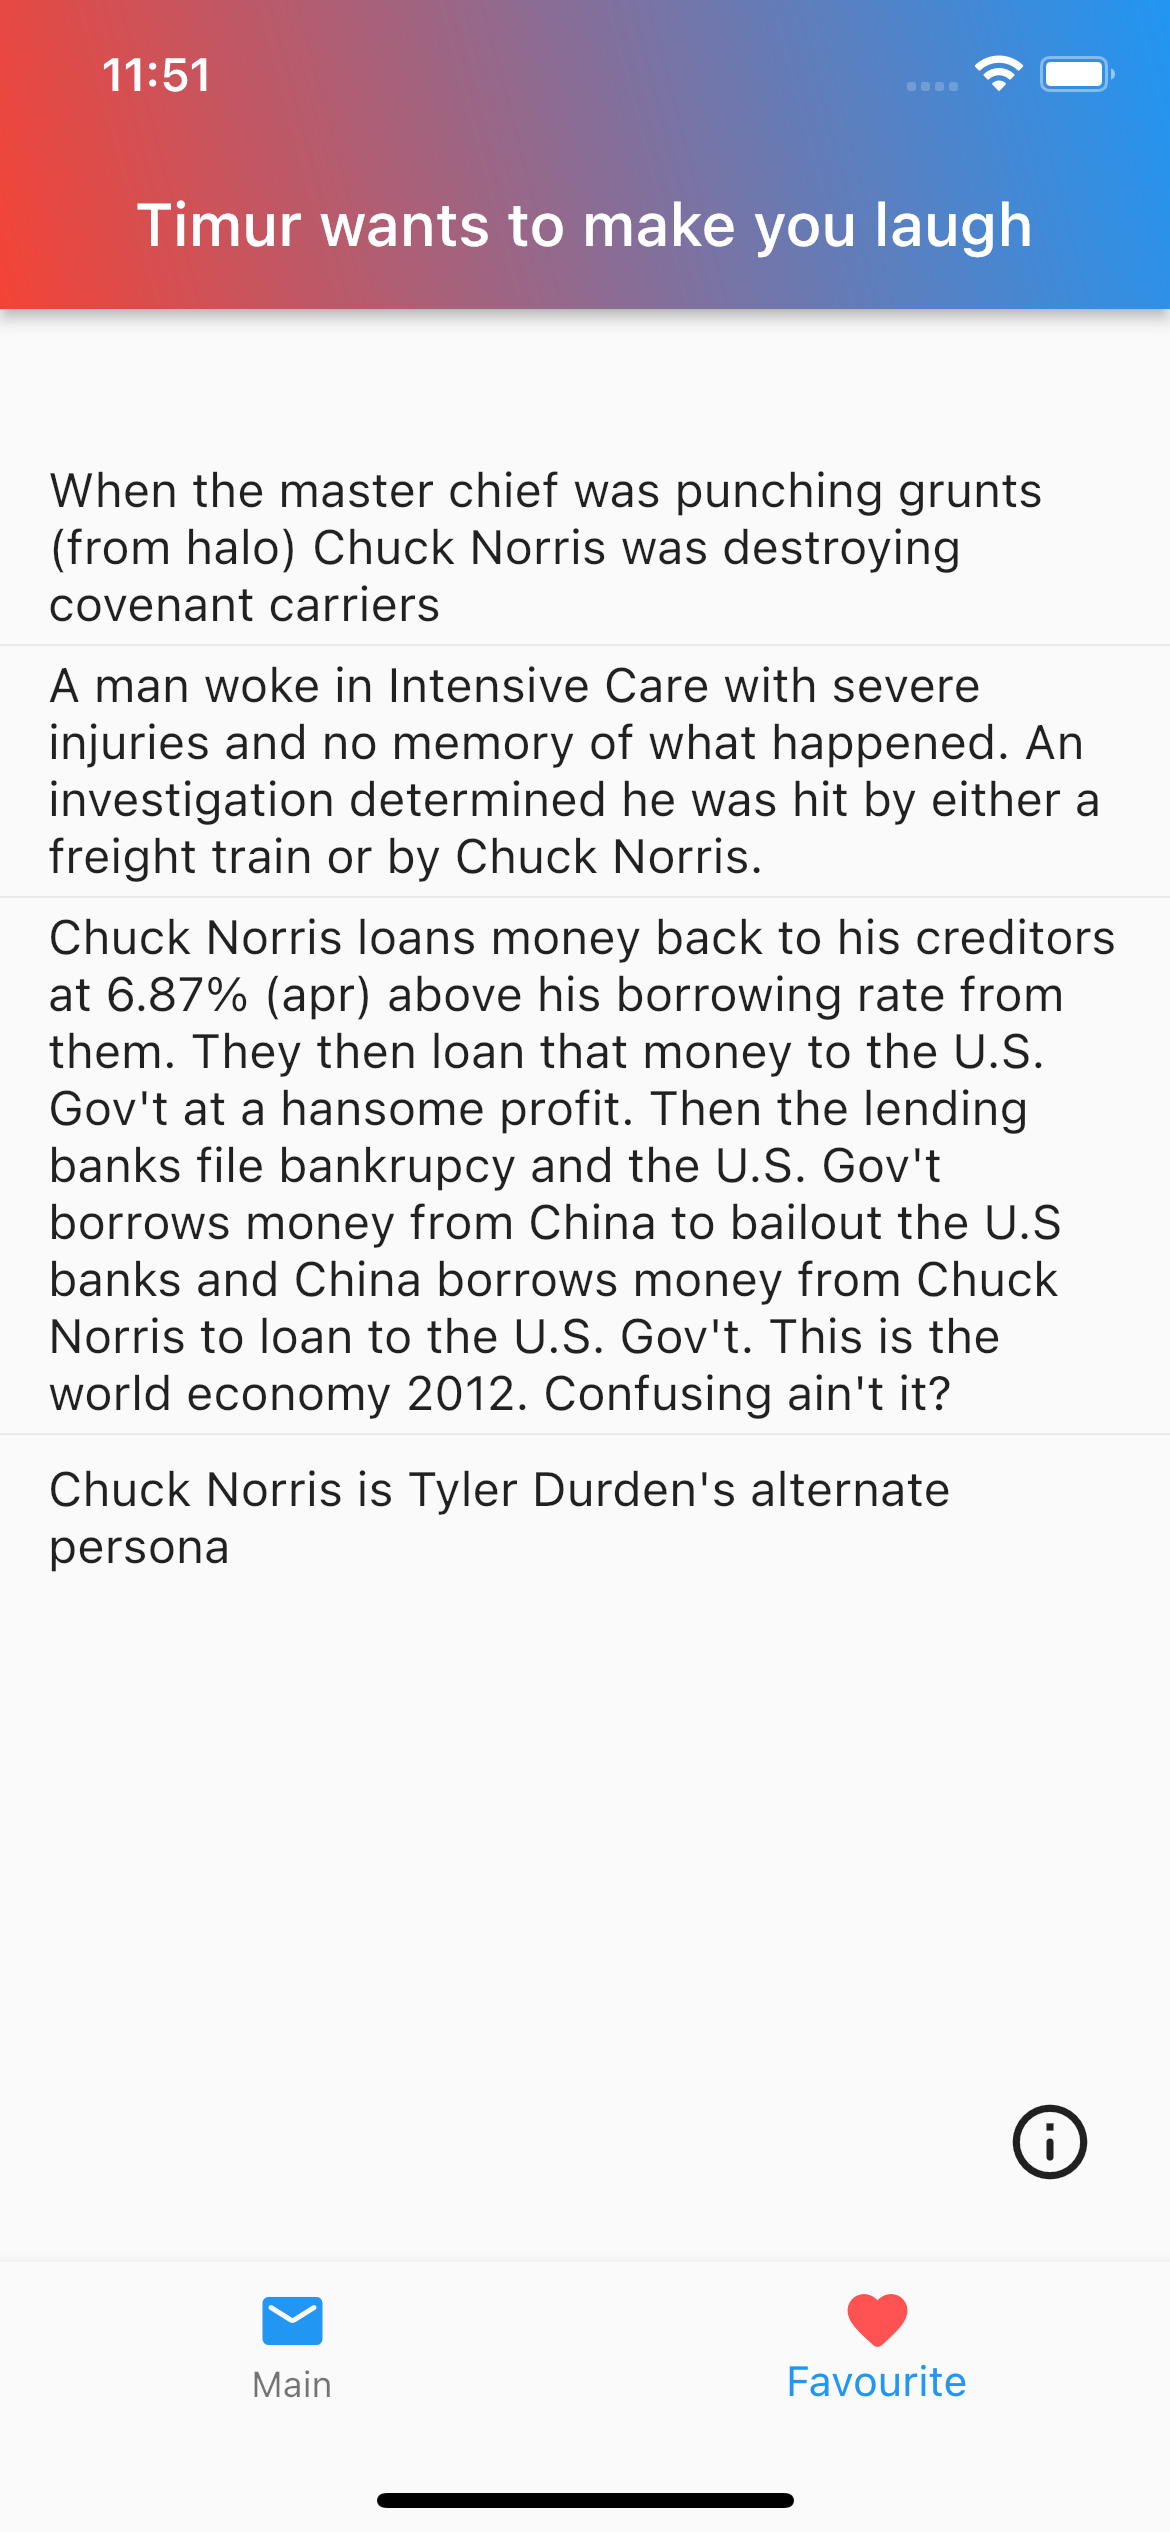 11:51
Timur wants to make you laugh
When the master chief was punching grunts
(from halo) Chuck Norris was destroying
covenant carriers
A man woke in Intensive Care with severe
injuries and no memory of what happened. An
investigation determined he was hit by either a
freight train or by Chuck Norris.
Chuck Norris loans money back to his creditors
at 6.87% (apr) above his borrowing rate from
them. They then loan that money to the U.S.
Gov't at a hansome profit. Then the lending
banks file bankrupcy and the U.S. Gov't
borrows money from China to bailout the U.S
banks and China borrows money from Chuck
Norris to loan to the U.S. Gov't. This is the
world economy 2012. Confusing ain't it?
Chuck Norris is Tyler Durden's alternate
persona
Main
Favourite